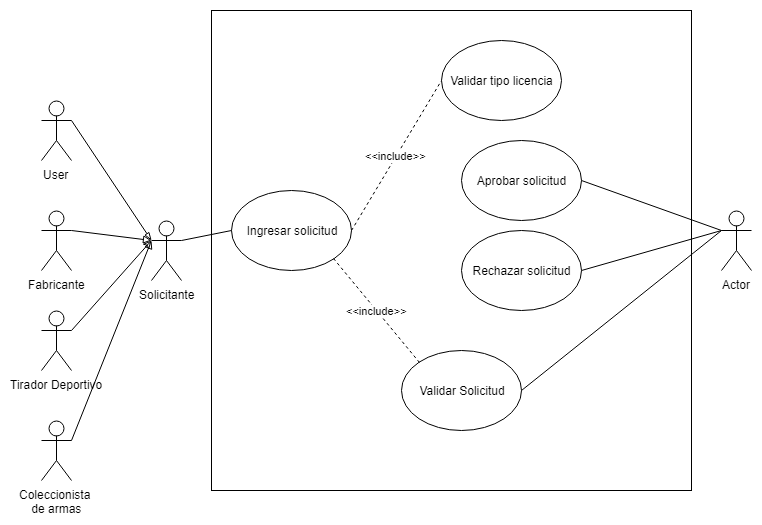 User
Fabricante
Tirador Deportivo
Coleccionista
de armas
Solicitante
Ingresar solicitud
<<include>>
<<include>>
Validar tipo licencia
Aprobar solicitud
Rechazar solicitud
Validar Solicitud
Actor